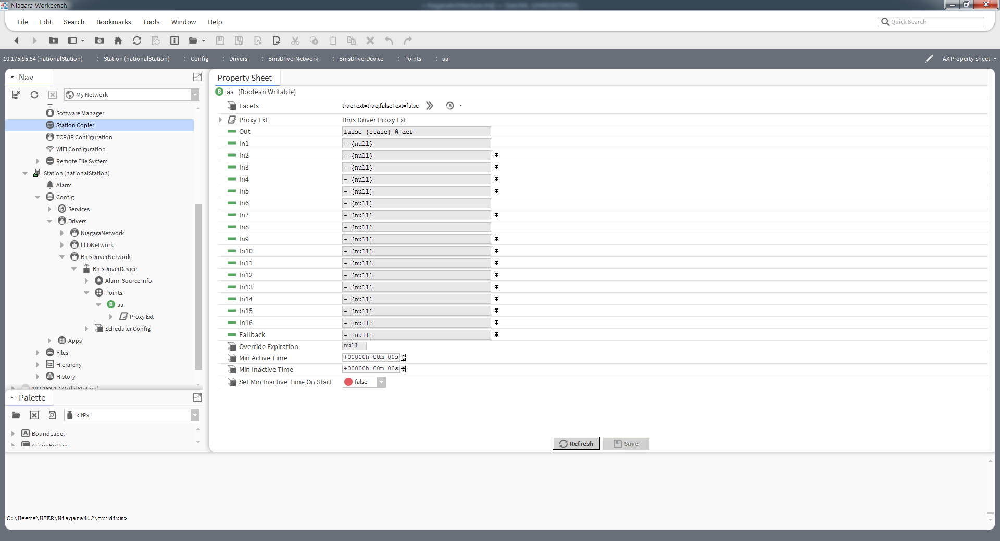 Niagara Workbench
File Edit Search Bookmarks Tools Window Help
Quick Search
10.175.95.54 (nationalStation) : Station (nationalStation) : Config : Drivers : BmsDriverNetwork : BmsDriverDevice : Points : aa
AX Property Sheet
Nav
My Network
Software Manager
Station Copier
TCP/IP Configuration
WiFi Configuration
Remote File System
Station (nationalStation)
Alarm
Config
Services
Drivers
NiagaraNetwork
LLDNetwork
BmsDriverNetwork
BmsDriverDevice
Alarm Source Info
Points
aa
Proxy Ext
Scheduler Config
Apps
Files
Hierarchy
History
192.168.1.140 (lldStation)
Palette
kitPx
BoundLabel
ActionButton
Property Sheet
aa (Boolean Writable)
Facets trueText=true,falseText=false
Proxy Ext Bms Driver Proxy Ext
Out false {stale} @ def
In1 - {null}
In2 - {null}
In3 - {null}
In4 - {null}
In5 - {null}
In6 - {null}
In7 - {null}
In8 - {null}
In9 - {null}
In10 - {null}
In11 - {null}
In12 - {null}
In13 - {null}
In14 - {null}
In15 - {null}
In16 - {null}
Fallback - {null}
Override Expiration null
Min Active Time +00000h 00m 00s
Min Inactive Time +00000h 00m 00s
Set Min Inactive Time On Start false
Refresh Save
C:\Users\USER\Niagara4.2\tridium>